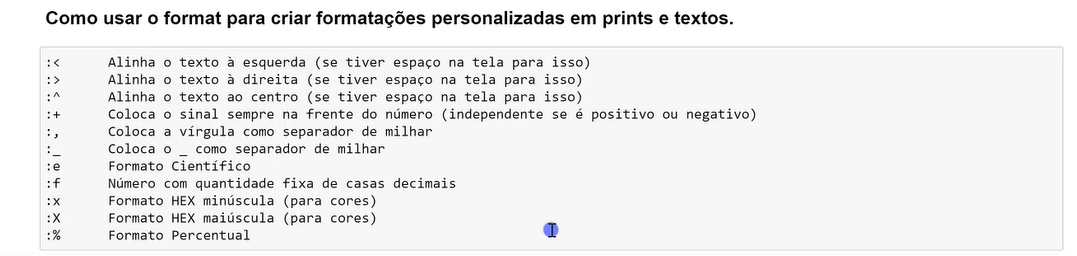 Como usar o format para criar formatações personalizadas em prints e textos.
:<      Alinha o texto à esquerda (se tiver espaço na tela para isso)
:>      Alinha o texto à direita (se tiver espaço na tela para isso)
:^      Alinha o texto ao centro (se tiver espaço na tela para isso)
:+      Coloca o sinal sempre na frente do número (independente se é positivo ou negativo)
:,      Coloca a vírgula como separador de milhar
:_      Coloca o _ como separador de milhar
:e      Formato Científico
:f      Número com quantidade fixa de casas decimais
:x      Formato HEX minúscula (para cores)
:X      Formato HEX maiúscula (para cores)
:%      Formato Percentual